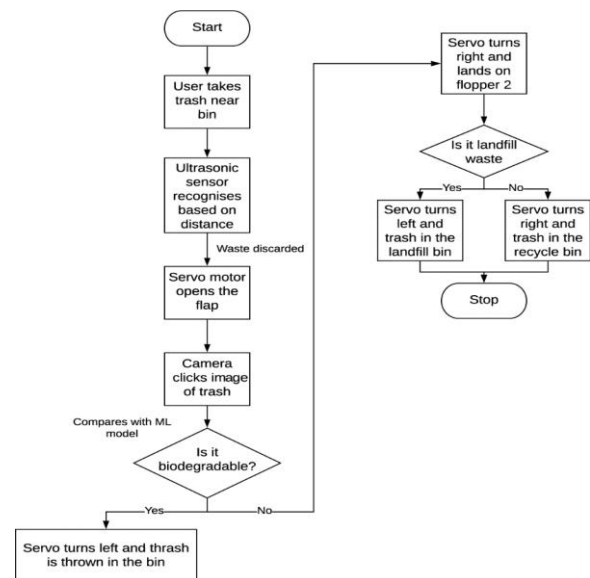 Start
User takes
trash near
bin
Ultrasonic
sensor
recognises
based on
distance
Waste discarded
Servo motor
opens the
flap
Camera
clicks image
of trash
Compares with ML
model
Is it
biodegradable?
Yes
No
Servo turns left and thrash
is thrown in the bin
Servo turns
right and
lands on
flopper 2
Is it landfill
waste
Yes
No
Servo turns
left and
trash in the
landfill bin
Servo turns
right and
trash in the
recycle bin
Stop